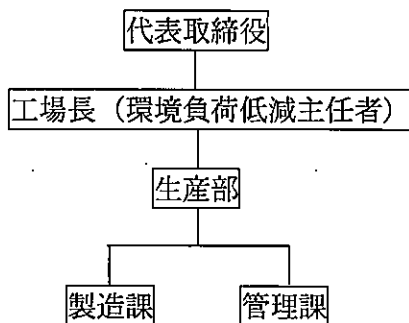 代表取締役
工場長（環境負荷低減主任者）
生産部
製造課
管理課